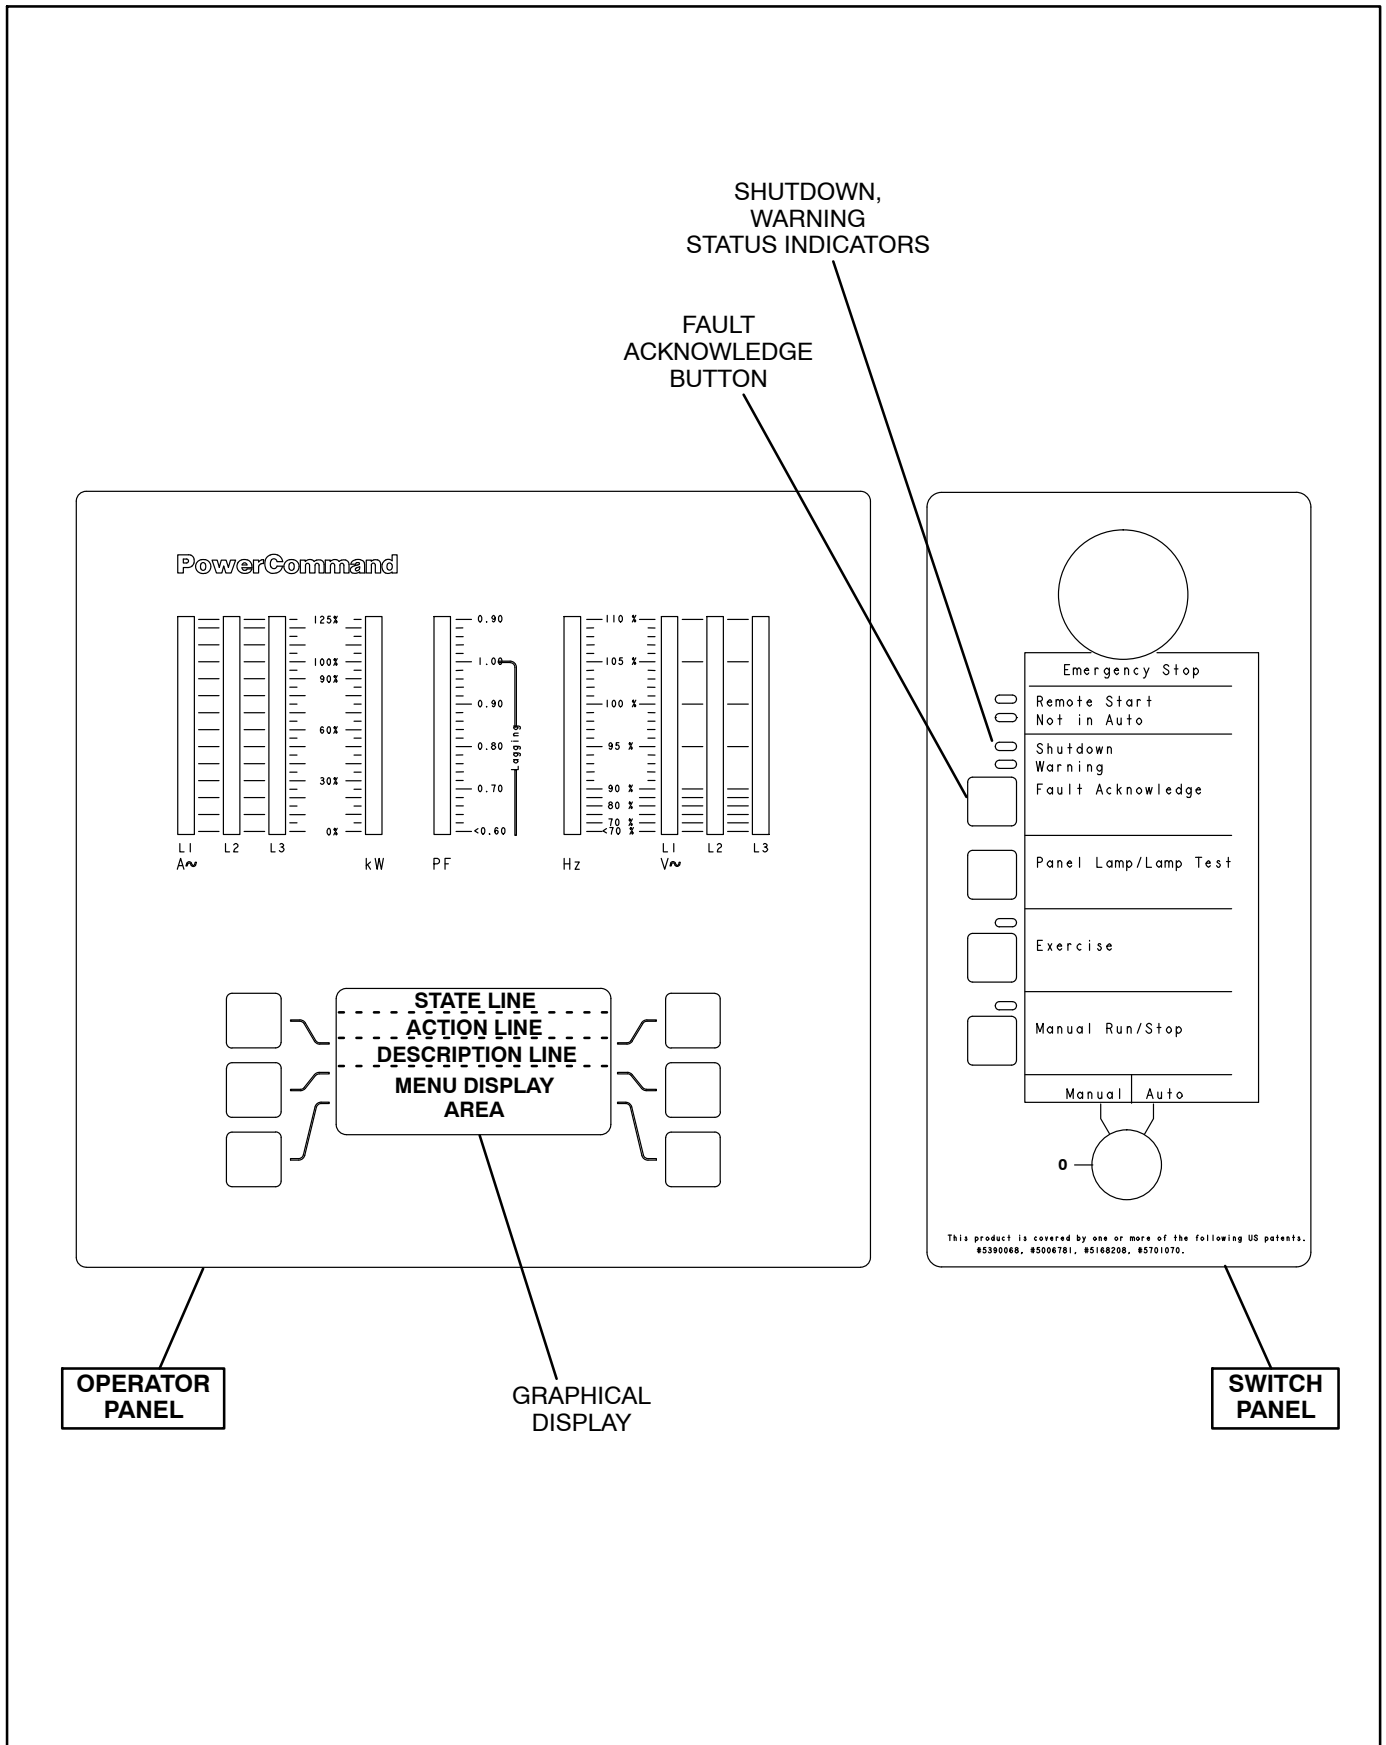 SHUTDOWN,
WARNING
STATUS INDICATORS
FAULT
ACKNOWLEDGE
BUTTON
PowerCommand
125%
100%
90%
60%
30%
0%
L1 L2 L3
A~ kW
0.90
1.00
0.90
0.80
0.70
<0.60
Lagging
PF
110 %
105 %
100 %
95 %
90 %
80 %
70 %
<70 %
Hz
L1 L2 L3
V~
STATE LINE
ACTION LINE
DESCRIPTION LINE
MENU DISPLAY
AREA
Emergency Stop
Remote Start
Not in Auto
Shutdown
Warning
Fault Acknowledge
Panel Lamp/Lamp Test
Exercise
Manual Run/Stop
Manual Auto
0
This product is covered by one or more of the following US patents.
#5390068, #5006781, #5168208, #5701070.
OPERATOR
PANEL
GRAPHICAL
DISPLAY
SWITCH
PANEL